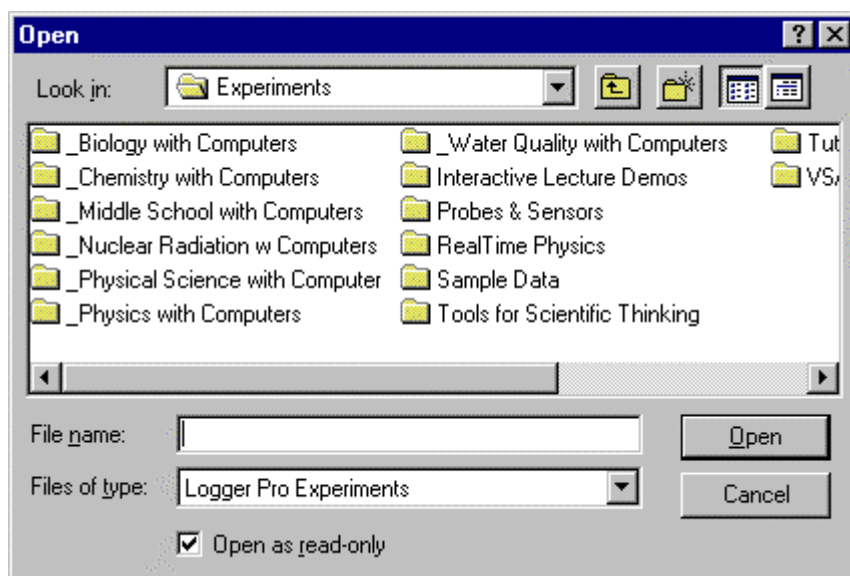 Open
Look in: Experiments
_Biology with Computers
_Chemistry with Computers
_Middle School with Computers
_Nuclear Radiation w Computers
_Physical Science with Computer
_Physics with Computers
_Water Quality with Computers
Interactive Lecture Demos
Probes & Sensors
RealTime Physics
Sample Data
Tools for Scientific Thinking
Tut
VSA
File name:
Open
Files of type: Logger Pro Experiments
Cancel
Open as read-only